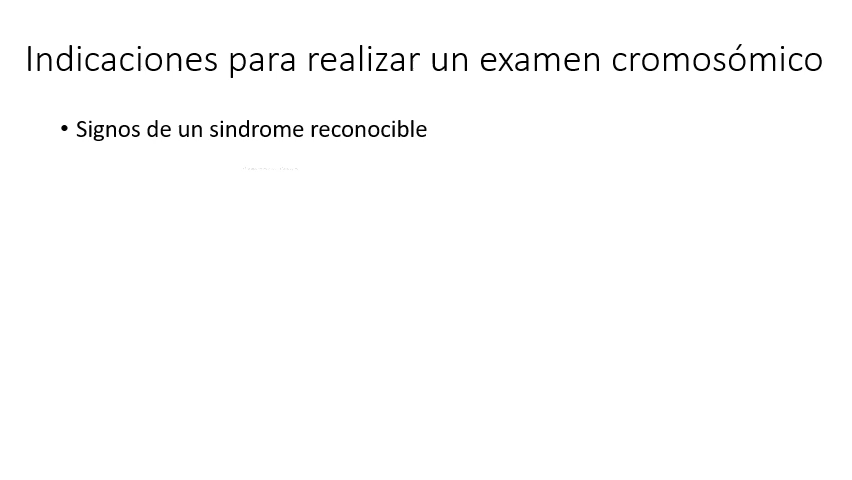 Indicaciones para realizar un examen cromosómico
• Signos de un sindrome reconocible